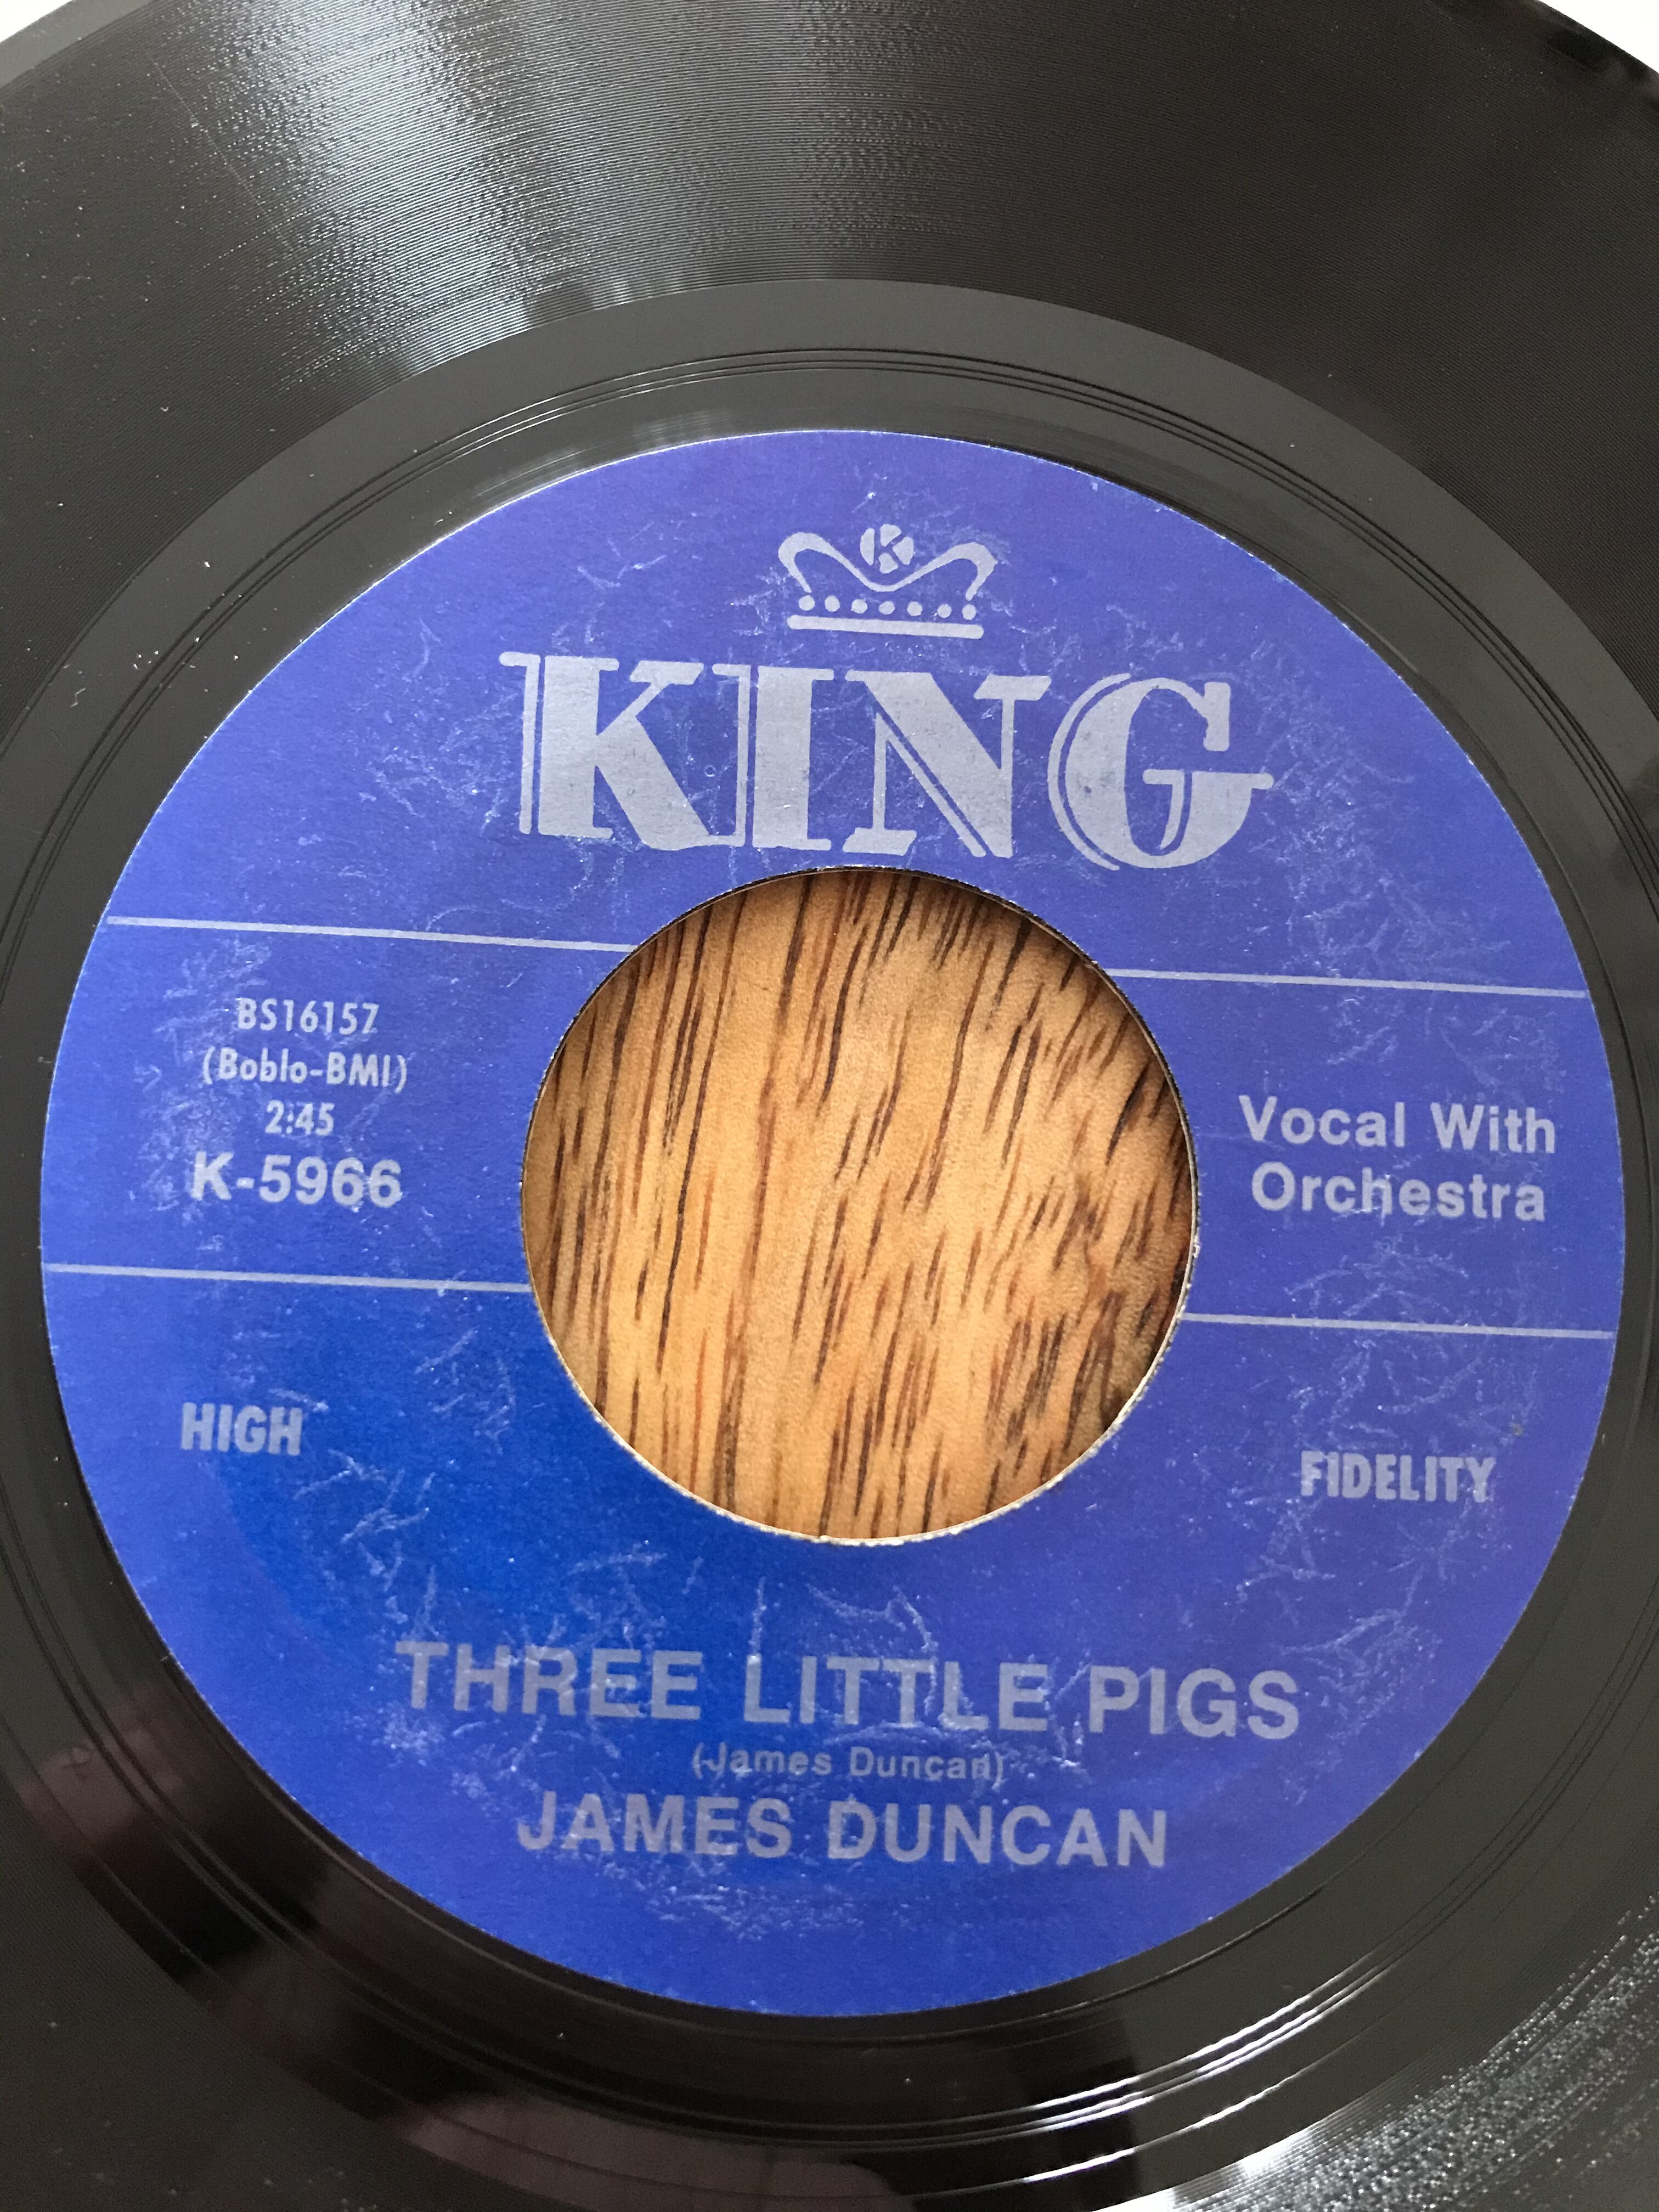 K
KING
BS16157
(Boblo-BMI)
2:45
K-5966
Vocal With
Orchestra
HIGH
FIDELITY
THREE LITTLE PIGS
(James Duncan)
JAMES DUNCAN